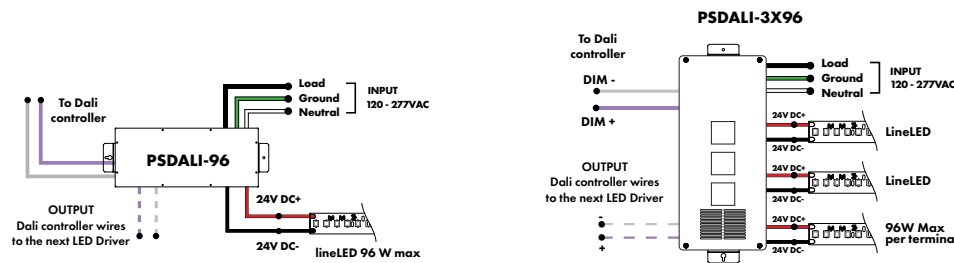 Load
Ground
Neutral
INPUT
120 - 277VAC
To Dali
controller
PSDALI-96
OUTPUT
Dali controller wires
to the next LED Driver
24V DC+
24V DC-
lineLED 96 W max
PSDALI-3X96
To Dali
controller
DIM -
DIM +
Load
Ground
Neutral
INPUT
120 - 277VAC
24V DC+
24V DC-
LineLED
24V DC+
24V DC-
LineLED
OUTPUT
Dali controller wires
to the next LED Driver
-
+
24V DC+
24V DC-
96W Max
per termina